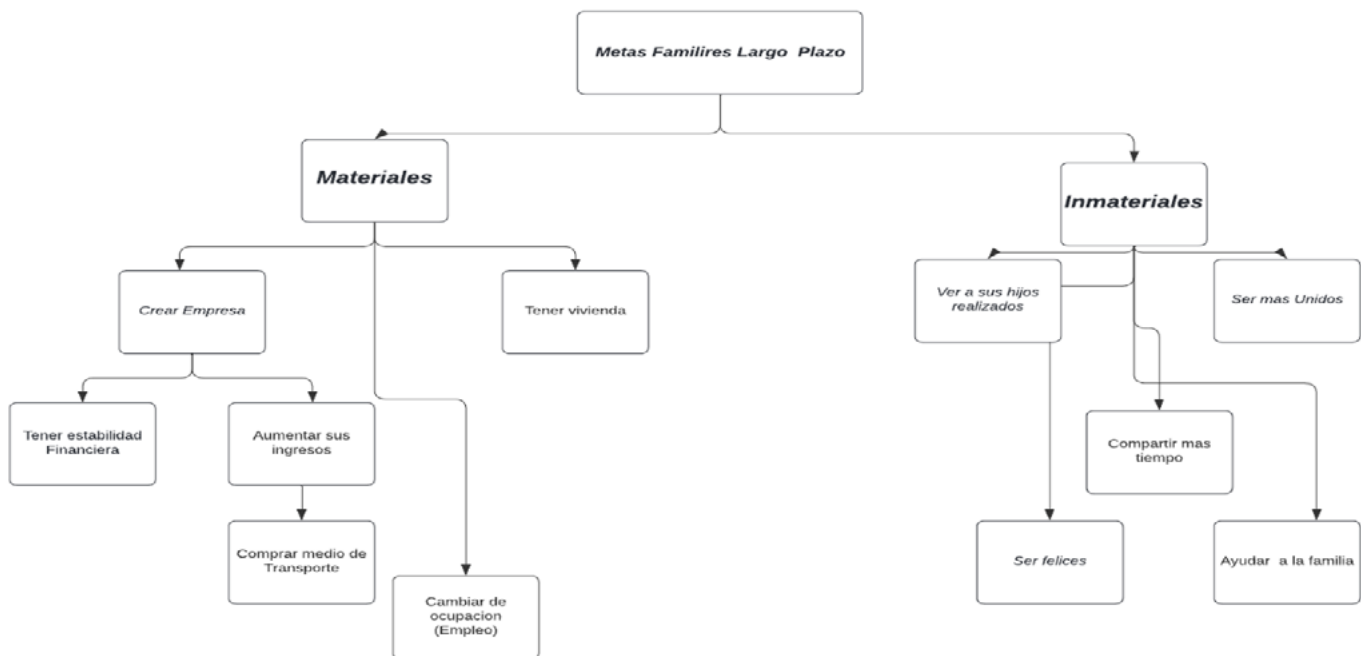 Metas Familires Largo Plazo
Materiales
Inmateriales
Crear Empresa
Tener vivienda
Ver a sus hijos
realizados
Ser mas Unidos
Tener estabilidad
Financiera
Aumentar sus
ingresos
Compartir mas
tiempo
Comprar medio de
Transporte
Cambiar de
ocupacion
(Empleo)
Ser felices
Ayudar a la familia